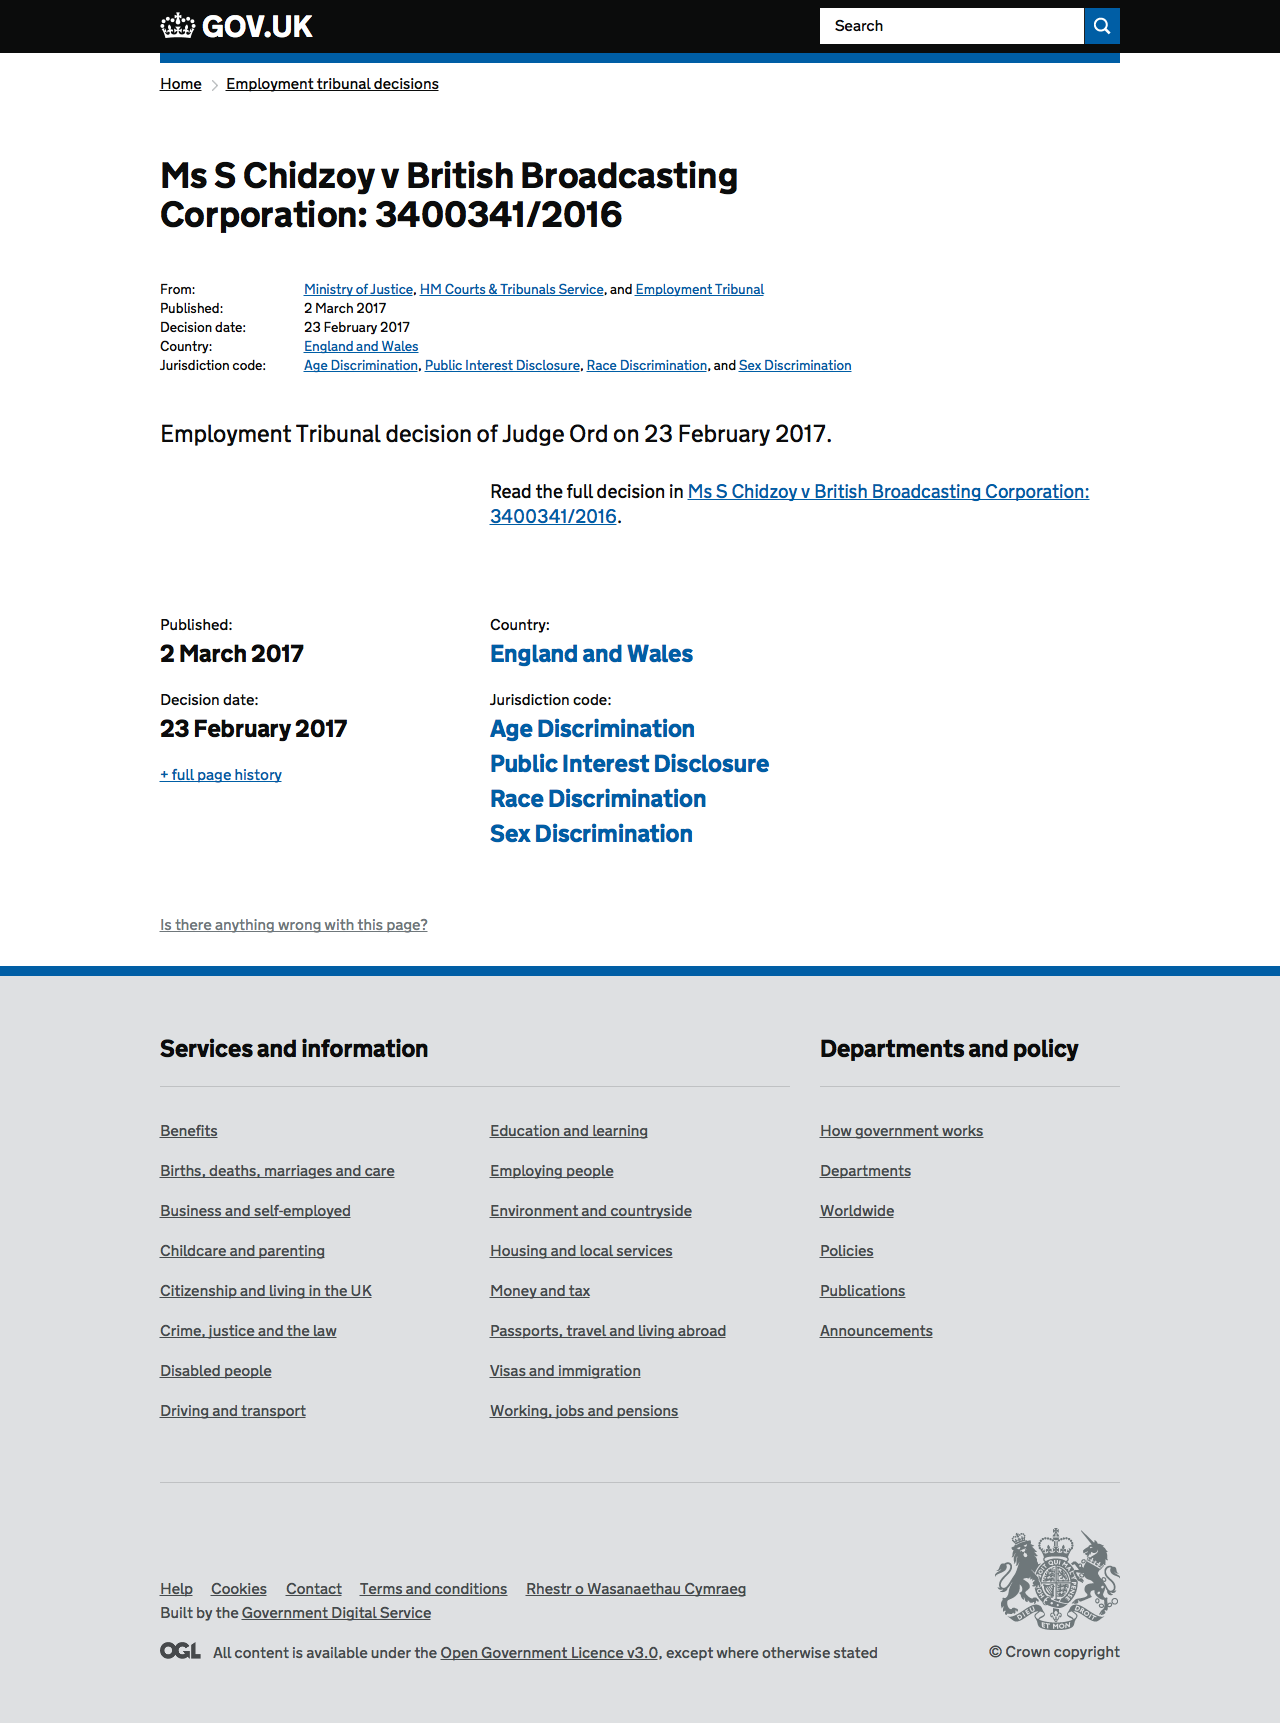 GOV.UK
Search
Home
Employment tribunal decisions
Ms S Chidzoy v British Broadcasting
Corporation: 3400341/2016
From: Ministry of Justice, HM Courts & Tribunals Service, and Employment Tribunal
Published: 2 March 2017
Decision date: 23 February 2017
Country: England and Wales
Jurisdiction code: Age Discrimination, Public Interest Disclosure, Race Discrimination, and Sex Discrimination
Employment Tribunal decision of Judge Ord on 23 February 2017.
Read the full decision in Ms S Chidzoy v British Broadcasting Corporation:
3400341/2016.
Published:
2 March 2017
Decision date:
23 February 2017
+ full page history
Country:
England and Wales
Jurisdiction code:
Age Discrimination
Public Interest Disclosure
Race Discrimination
Sex Discrimination
Is there anything wrong with this page?
Services and information
Benefits
Births, deaths, marriages and care
Business and self-employed
Childcare and parenting
Citizenship and living in the UK
Crime, justice and the law
Disabled people
Driving and transport
Education and learning
Employing people
Environment and countryside
Housing and local services
Money and tax
Passports, travel and living abroad
Visas and immigration
Working, jobs and pensions
Departments and policy
How government works
Departments
Worldwide
Policies
Publications
Announcements
Help Cookies Contact Terms and conditions Rhestr o Wasanaethau Cymraeg
Built by the Government Digital Service
OGL All content is available under the Open Government Licence v3.0, except where otherwise stated
DIEU ET MON DROIT
© Crown copyright